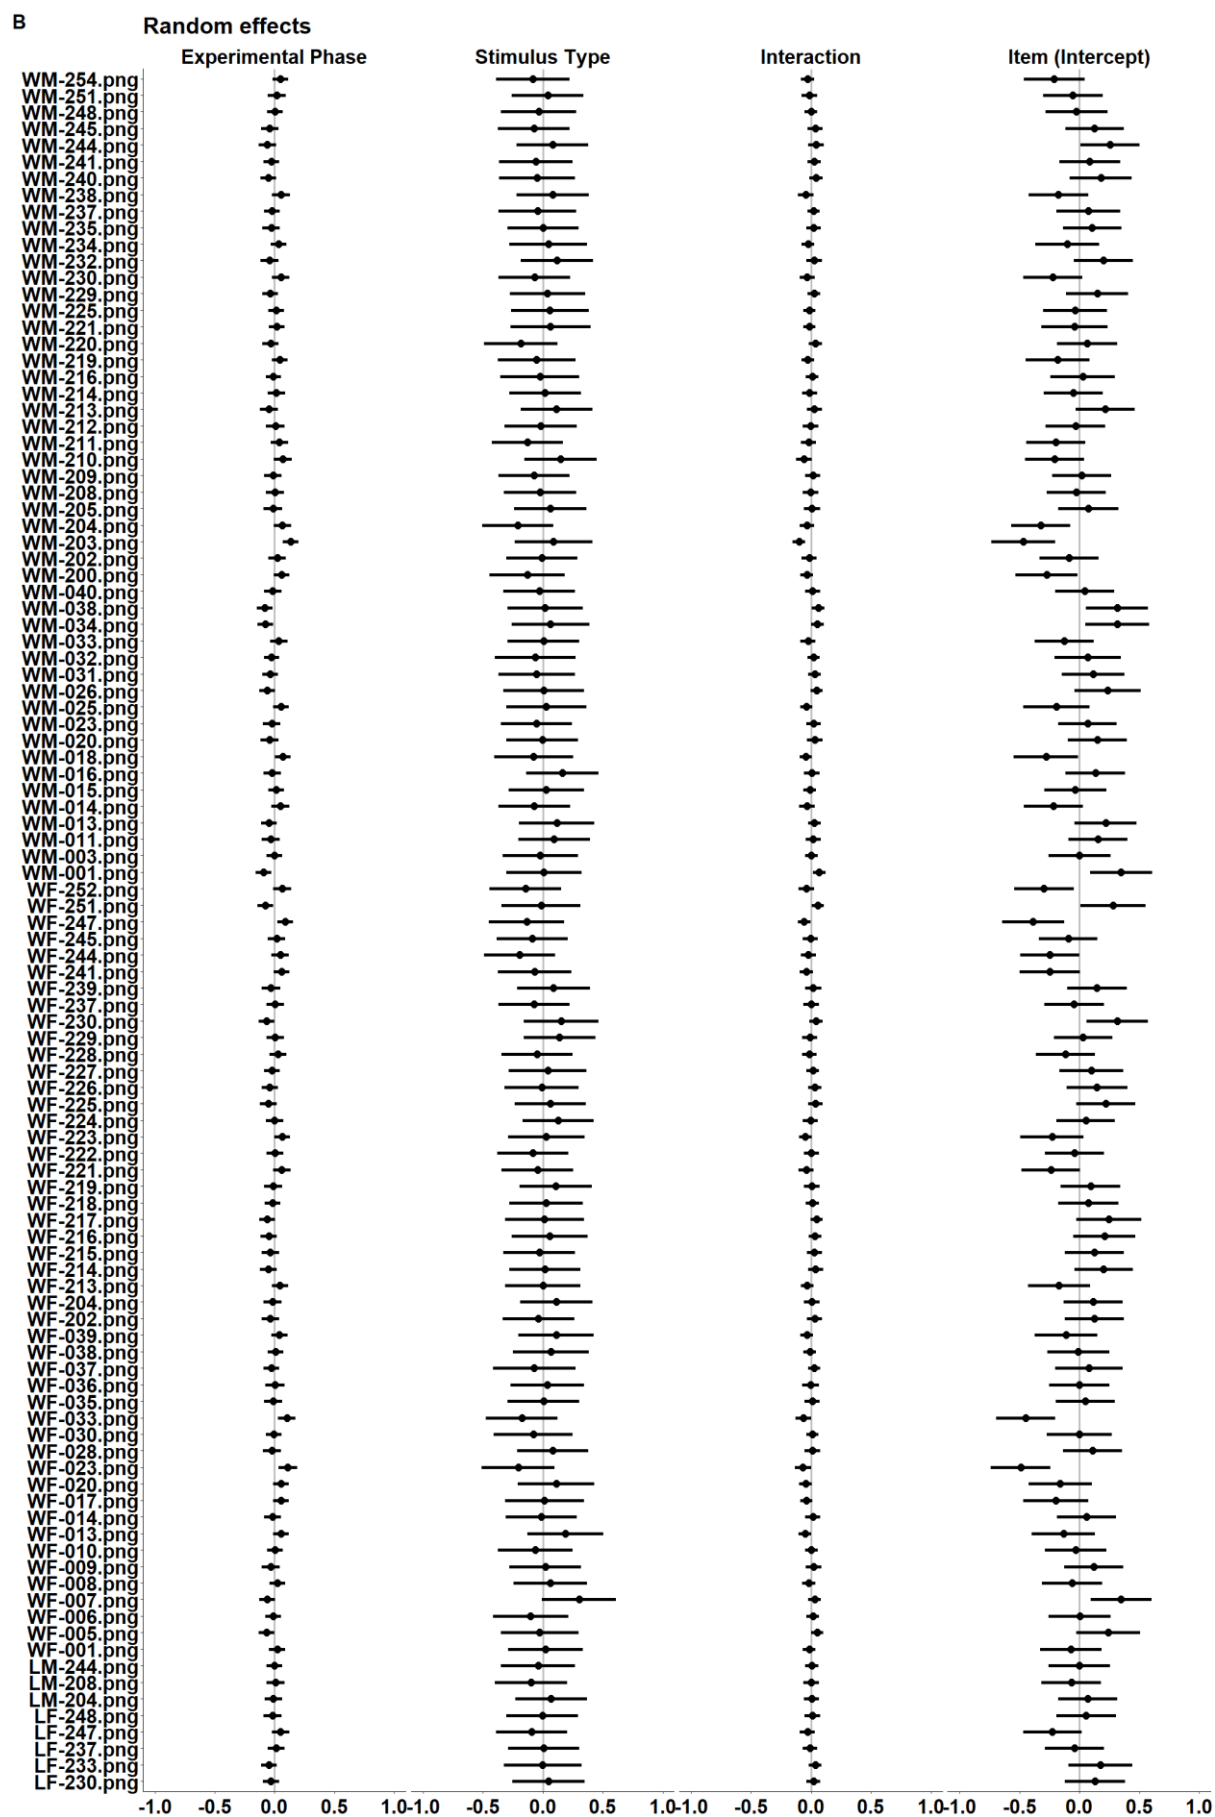 B
Random effects
Experimental Phase Stimulus Type Interaction Item (Intercept)
WM-254.png
WM-251.png
WM-248.png
WM-245.png
WM-244.png
WM-241.png
WM-240.png
WM-238.png
WM-237.png
WM-235.png
WM-234.png
WM-232.png
WM-230.png
WM-229.png
WM-225.png
WM-221.png
WM-220.png
WM-219.png
WM-216.png
WM-214.png
WM-213.png
WM-212.png
WM-211.png
WM-210.png
WM-209.png
WM-208.png
WM-205.png
WM-204.png
WM-203.png
WM-202.png
WM-200.png
WM-040.png
WM-038.png
WM-034.png
WM-033.png
WM-032.png
WM-031.png
WM-026.png
WM-025.png
WM-023.png
WM-020.png
WM-018.png
WM-016.png
WM-015.png
WM-014.png
WM-013.png
WM-011.png
WM-003.png
WM-001.png
WF-252.png
WF-251.png
WF-247.png
WF-245.png
WF-244.png
WF-241.png
WF-239.png
WF-237.png
WF-230.png
WF-229.png
WF-228.png
WF-227.png
WF-226.png
WF-225.png
WF-224.png
WF-223.png
WF-222.png
WF-221.png
WF-219.png
WF-218.png
WF-217.png
WF-216.png
WF-215.png
WF-214.png
WF-213.png
WF-204.png
WF-202.png
WF-039.png
WF-038.png
WF-037.png
WF-036.png
WF-035.png
WF-033.png
WF-030.png
WF-028.png
WF-023.png
WF-020.png
WF-017.png
WF-014.png
WF-013.png
WF-010.png
WF-009.png
WF-008.png
WF-007.png
WF-006.png
WF-005.png
WF-001.png
LM-244.png
LM-208.png
LM-204.png
LF-248.png
LF-247.png
LF-237.png
LF-233.png
LF-230.png
-1.0 -0.5 0.0 0.5 1.0 -1.0 -0.5 0.0 0.5 1.0 -1.0 -0.5 0.0 0.5 1.0 -1.0 -0.5 0.0 0.5 1.0